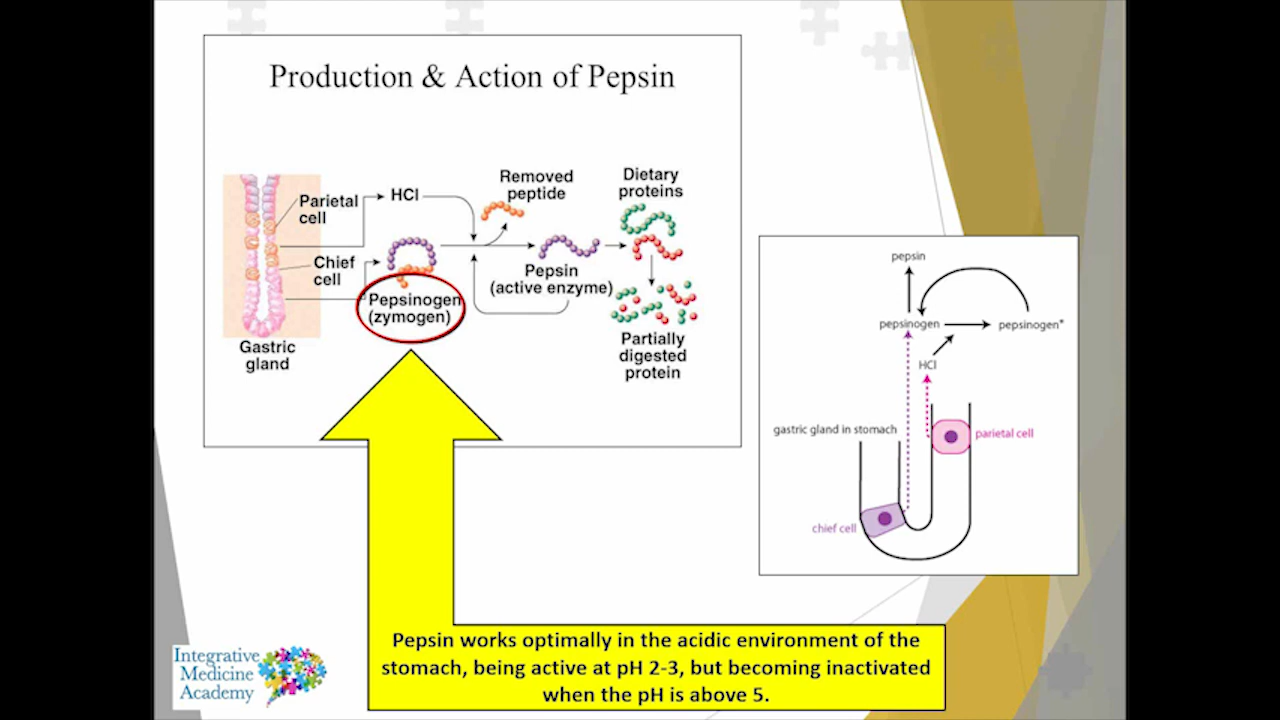 Production & Action of Pepsin
Removed
peptide
Dietary
proteins
Parietal
cell
HCl
Chief
cell
Pepsin
(active enzyme)
Pepsinogen
(zymogen)
Gastric
gland
Partially
digested
protein
pepsin
pepsinogen
pepsinogen*
HCl
gastric gland in stomach
parietal cell
chief cell
Pepsin works optimally in the acidic environment of the
stomach, being active at pH 2-3, but becoming inactivated
when the pH is above 5.
Integrative
Medicine
Academy